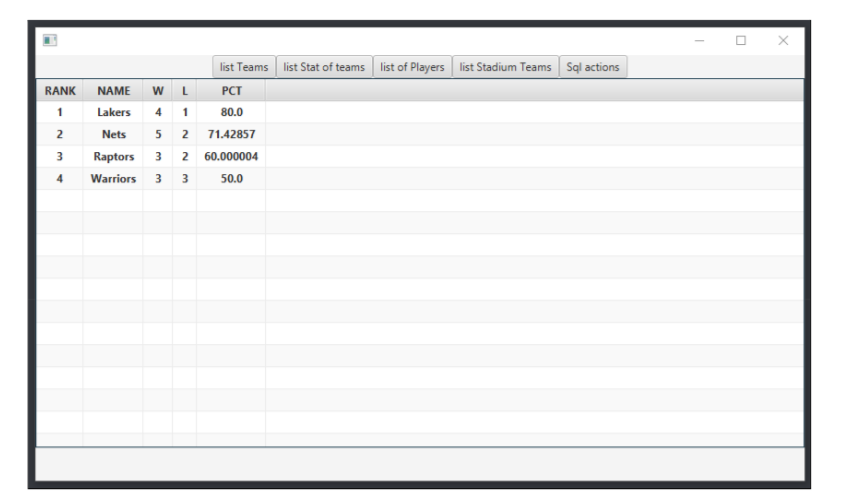 list Teams list Stat of teams list of Players list Stadium Teams Sql actions
RANK NAME W L PCT
1 Lakers 4 1 80.0
2 Nets 5 2 71.42857
3 Raptors 3 2 60.000004
4 Warriors 3 3 50.0